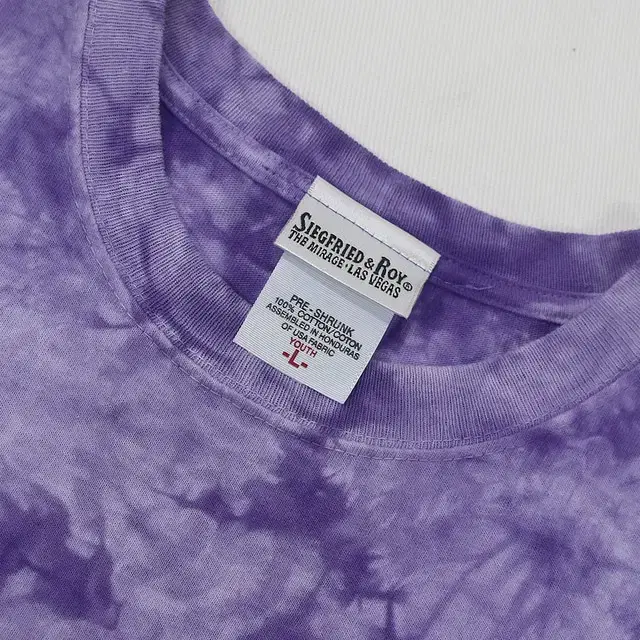 SIEGFRIED & ROY®
THE MIRAGE • LAS VEGAS
PRE-SHRUNK
100% COTTON/COTON
ASSEMBLED IN HONDURAS
OF USA FABRIC
YOUTH
-L-